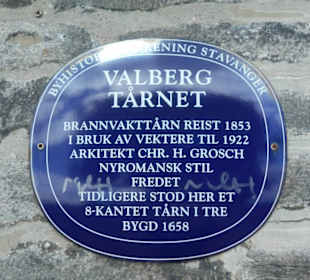 BYHISTORISK FORENING STAVANGER
VALBERG
TÅRNET
BRANNVAKTTÅRN REIST 1853
I BRUK AV VEKTERE TIL 1922
ARKITEKT CHR. H. GROSCH
NYROMANSK STIL
FREDET
TIDLIGERE STOD HER ET
8-KANTET TÅRN I TRE
BYGD 1658